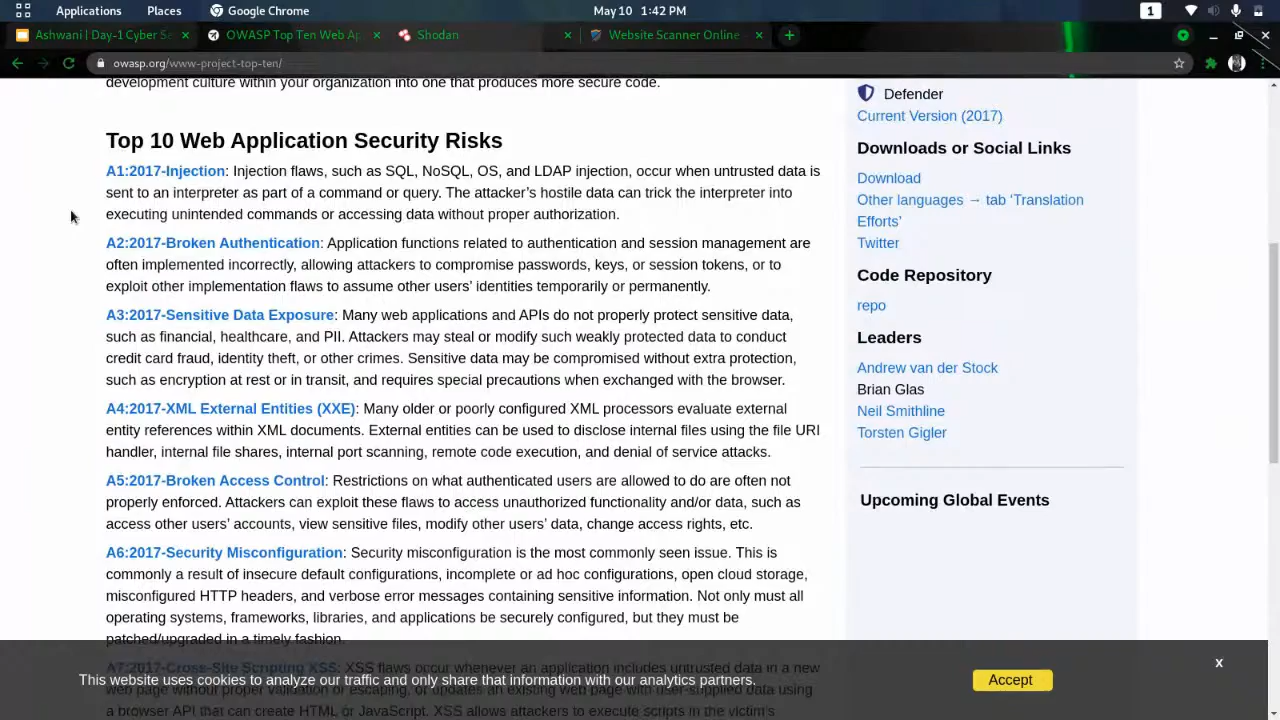 Applications Places Google Chrome May 10 1:42 PM 1
Ashwani | Day-1 Cyber Se × OWASP Top Ten Web Ap × Shodan × Website Scanner Online × +
owasp.org/www-project-top-ten/
development culture within your organization into one that produces more secure code.
Top 10 Web Application Security Risks
A1:2017-Injection: Injection flaws, such as SQL, NoSQL, OS, and LDAP injection, occur when untrusted data is
sent to an interpreter as part of a command or query. The attacker’s hostile data can trick the interpreter into
executing unintended commands or accessing data without proper authorization.
A2:2017-Broken Authentication: Application functions related to authentication and session management are
often implemented incorrectly, allowing attackers to compromise passwords, keys, or session tokens, or to
exploit other implementation flaws to assume other users’ identities temporarily or permanently.
A3:2017-Sensitive Data Exposure: Many web applications and APIs do not properly protect sensitive data,
such as financial, healthcare, and PII. Attackers may steal or modify such weakly protected data to conduct
credit card fraud, identity theft, or other crimes. Sensitive data may be compromised without extra protection,
such as encryption at rest or in transit, and requires special precautions when exchanged with the browser.
A4:2017-XML External Entities (XXE): Many older or poorly configured XML processors evaluate external
entity references within XML documents. External entities can be used to disclose internal files using the file URI
handler, internal file shares, internal port scanning, remote code execution, and denial of service attacks.
A5:2017-Broken Access Control: Restrictions on what authenticated users are allowed to do are often not
properly enforced. Attackers can exploit these flaws to access unauthorized functionality and/or data, such as
access other users’ accounts, view sensitive files, modify other users’ data, change access rights, etc.
A6:2017-Security Misconfiguration: Security misconfiguration is the most commonly seen issue. This is
commonly a result of insecure default configurations, incomplete or ad hoc configurations, open cloud storage,
misconfigured HTTP headers, and verbose error messages containing sensitive information. Not only must all
operating systems, frameworks, libraries, and applications be securely configured, but they must be
patched/upgraded in a timely fashion.
A7:2017-Cross-Site Scripting XSS: XSS flaws occur whenever an application includes untrusted data in a new
web page without proper validation or escaping, or updates an existing web page with user-supplied data using
a browser API that can create HTML or JavaScript. XSS allows attackers to execute scripts in the victim’s
Defender
Current Version (2017)
Downloads or Social Links
Download
Other languages → tab ‘Translation
Efforts’
Twitter
Code Repository
repo
Leaders
Andrew van der Stock
Brian Glas
Neil Smithline
Torsten Gigler
Upcoming Global Events
This website uses cookies to analyze our traffic and only share that information with our analytics partners.
Accept
x